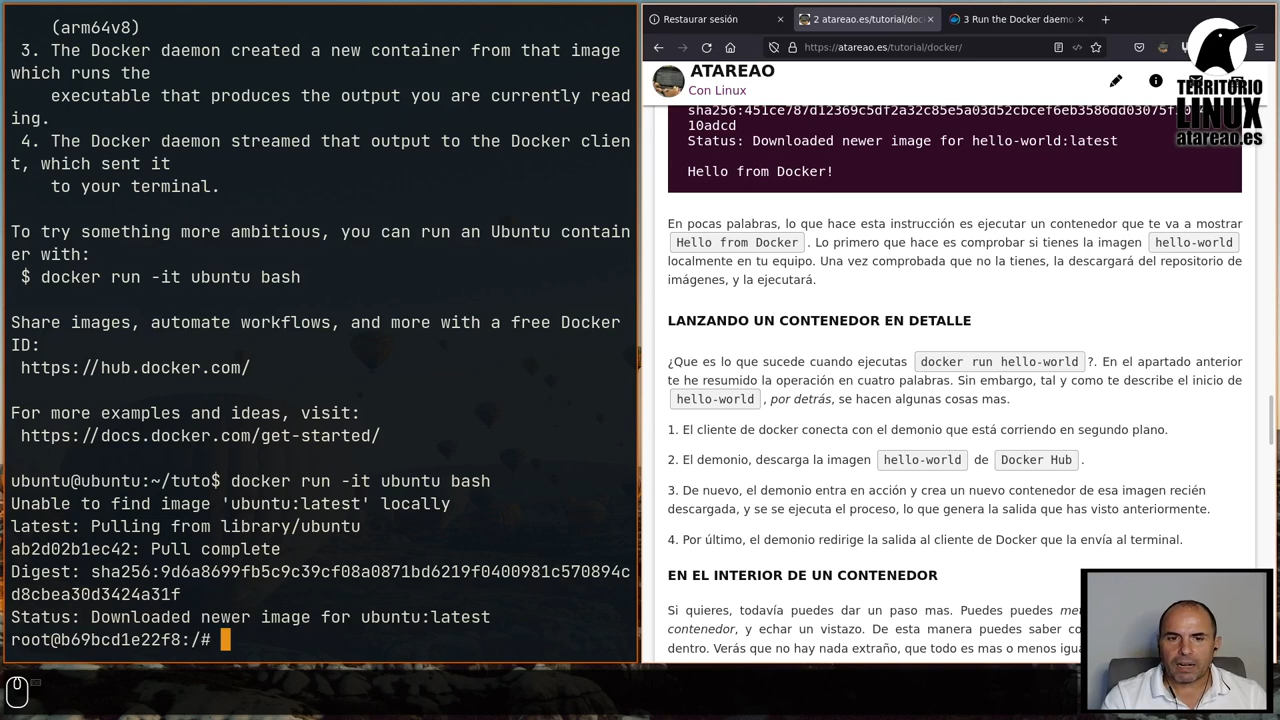 (arm64v8)
3. The Docker daemon created a new container from that image
which runs the
executable that produces the output you are currently read
ing.
4. The Docker daemon streamed that output to the Docker clien
t, which sent it
to your terminal.
To try something more ambitious, you can run an Ubuntu contain
er with:
$ docker run -it ubuntu bash
Share images, automate workflows, and more with a free Docker
ID:
https://hub.docker.com/
For more examples and ideas, visit:
https://docs.docker.com/get-started/
ubuntu@ubuntu:~/tuto$ docker run -it ubuntu bash
Unable to find image 'ubuntu:latest' locally
latest: Pulling from library/ubuntu
ab2d02b1ec42: Pull complete
Digest: sha256:9d6a8699fb5c9c39cf08a0871bd6219f0400981c570894c
d8cbea30d3424a31f
Status: Downloaded newer image for ubuntu:latest
root@b69bcd1e22f8:/#
Restaurar sesión
2 atareao.es/tutorial/doc
3 Run the Docker daemo
https://atareao.es/tutorial/docker/
ATAREAO
Con Linux
TERRITORIO
LINUX
atareao.es
10adcd
Status: Downloaded newer image for hello-world:latest
Hello from Docker!
En pocas palabras, lo que hace esta instrucción es ejecutar un contenedor que te va a mostrar
Hello from Docker . Lo primero que hace es comprobar si tienes la imagen hello-world
localmente en tu equipo. Una vez comprobada que no la tienes, la descargará del repositorio de
imágenes, y la ejecutará.
LANZANDO UN CONTENEDOR EN DETALLE
¿Que es lo que sucede cuando ejecutas docker run hello-world ?. En el apartado anterior
te he resumido la operación en cuatro palabras. Sin embargo, tal y como te describe el inicio de
hello-world , por detrás, se hacen algunas cosas mas.
1. El cliente de docker conecta con el demonio que está corriendo en segundo plano.
2. El demonio, descarga la imagen hello-world de Docker Hub .
3. De nuevo, el demonio entra en acción y crea un nuevo contenedor de esa imagen recién
descargada, y se se ejecuta el proceso, lo que genera la salida que has visto anteriormente.
4. Por último, el demonio redirige la salida al cliente de Docker que la envía al terminal.
EN EL INTERIOR DE UN CONTENEDOR
Si quieres, todavía puedes dar un paso mas. Puedes puedes
contenedor, y echar un vistazo. De esta manera puedes saber
dentro. Verás que no hay nada extraño, que todo es mas o menos